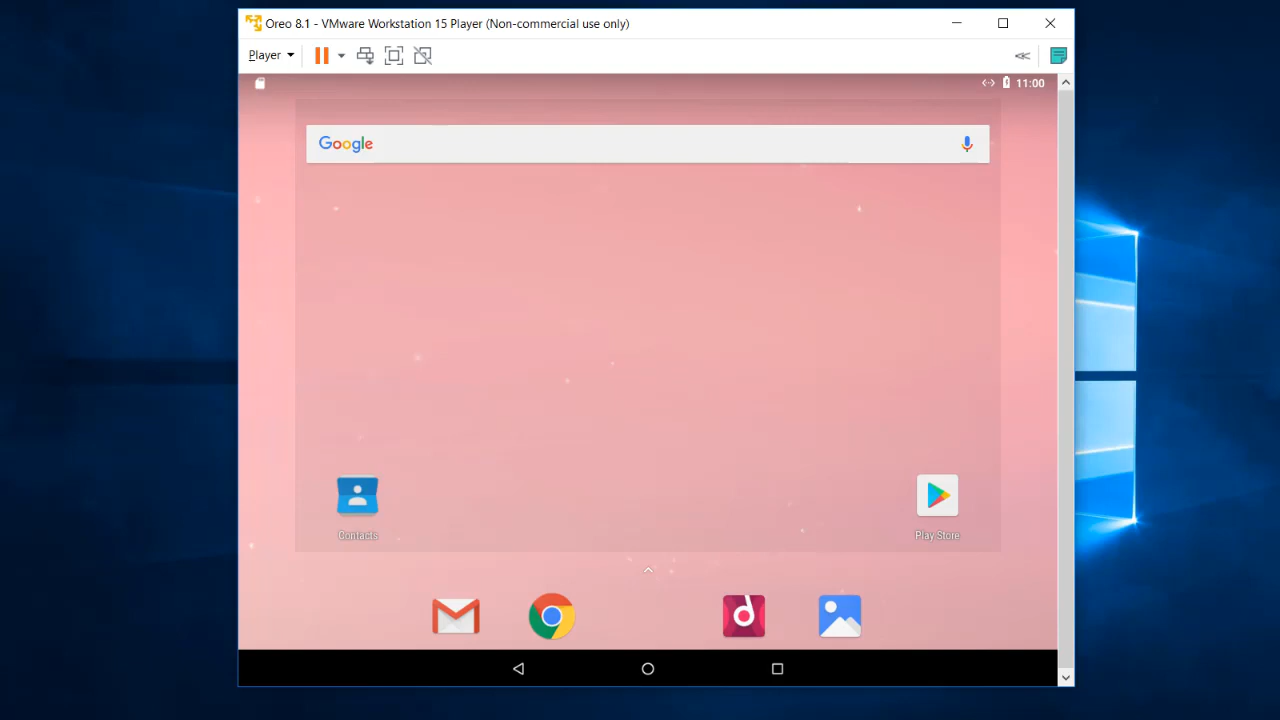 Oreo 8.1 - VMware Workstation 15 Player (Non-commercial use only)
Player
11:00
Google
Contacts
Play Store